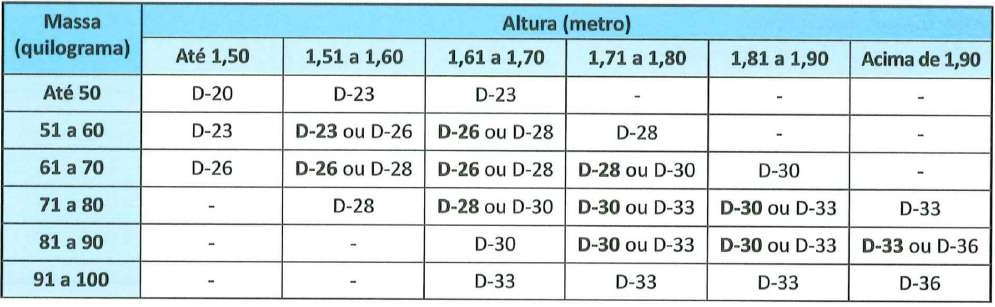 Massa (quilograma) Altura (metro)
Até 1,50 1,51 a 1,60 1,61 a 1,70 1,71 a 1,80 1,81 a 1,90 Acima de 1,90
Até 50 D-20 D-23 D-23 - - -
51 a 60 D-23 D-23 ou D-26 D-26 ou D-28 D-28 - -
61 a 70 D-26 D-26 ou D-28 D-26 ou D-28 D-28 ou D-30 D-30 -
71 a 80 - D-28 D-28 ou D-30 D-30 ou D-33 D-30 ou D-33 D-33
81 a 90 - - D-30 D-30 ou D-33 D-30 ou D-33 D-33 ou D-36
91 a 100 - - D-33 D-33 D-33 D-36